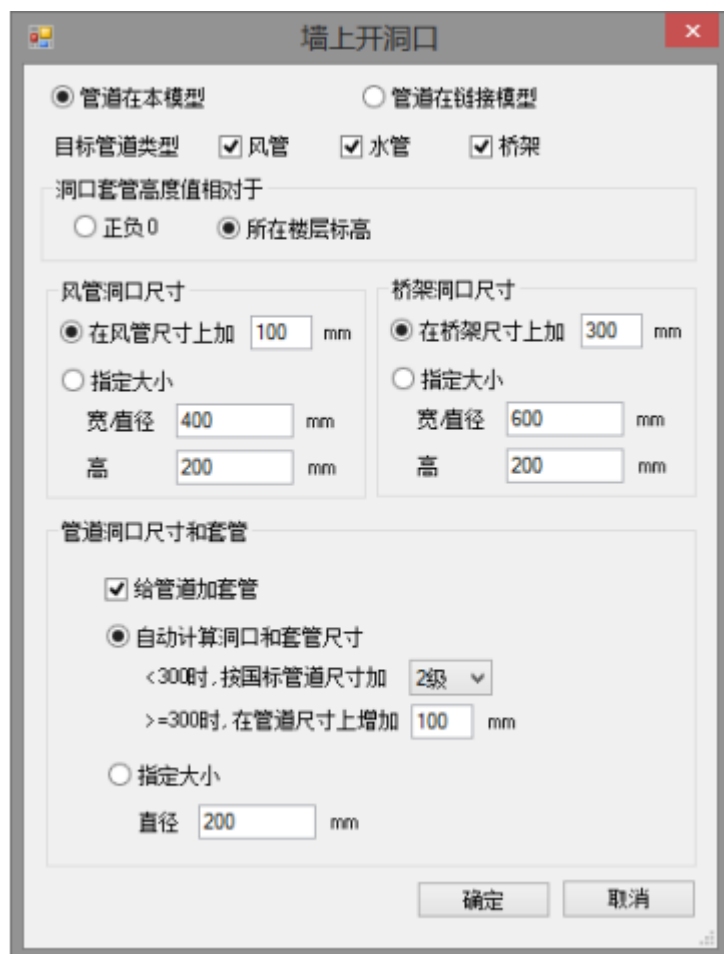 墙上开洞口
管道在本模型 管道在链接模型
目标管道类型 风管 水管 桥架
洞口套管高度值相对于
正负0 所在楼层标高
风管洞口尺寸
在风管尺寸上加 100 mm
指定大小
宽/直径 400 mm
高 200 mm
桥架洞口尺寸
在桥架尺寸上加 300 mm
指定大小
宽/直径 600 mm
高 200 mm
管道洞口尺寸和套管
给管道加套管
自动计算洞口和套管尺寸
<300时,按国标管道尺寸加 2级
>=300时,在管道尺寸上增加 100 mm
指定大小
直径 200 mm
确定 取消